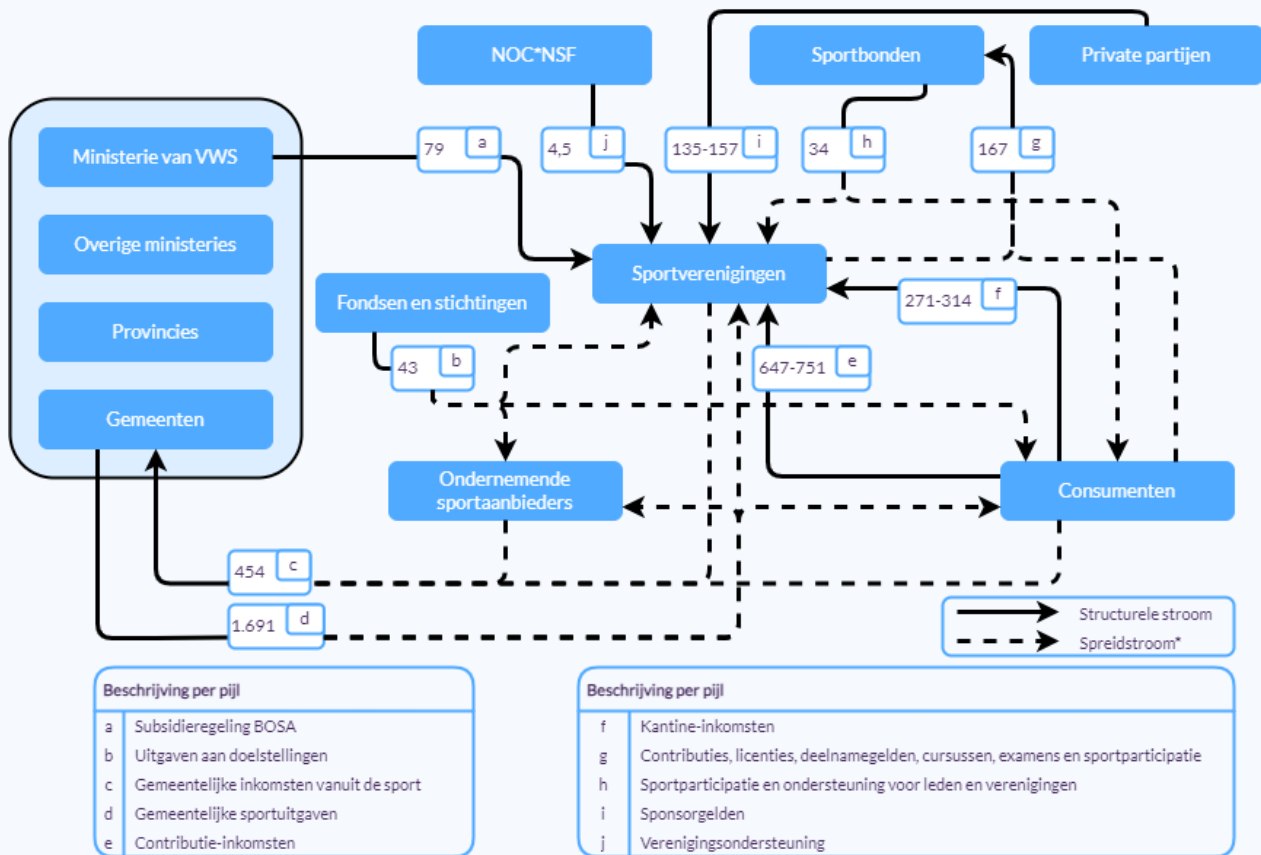 NOC*NSF
Sportbonden
Private partijen
79 a
4,5 j
135-157 i
34 h
167 g
Ministerie van VWS
Overige ministeries
Provincies
Gemeenten
Sportverenigingen
Fondsen en stichtingen
271-314 f
43 b
647-751 e
Ondernemende
sportaanbieders
Consumenten
454 c
1.691 d
Structurele stroom
Spreidstroom*
Beschrijving per pijl
a Subsidieregeling BOSA
b Uitgaven aan doelstellingen
c Gemeentelijke inkomsten vanuit de sport
d Gemeentelijke sportuitgaven
e Contributie-inkomsten
Beschrijving per pijl
f Kantine-inkomsten
g Contributies, licenties, deelnamegelden, cursussen, examens en sportparticipatie
h Sportparticipatie en ondersteuning voor leden en verenigingen
i Sponsorgelden
j Verenigingsondersteuning